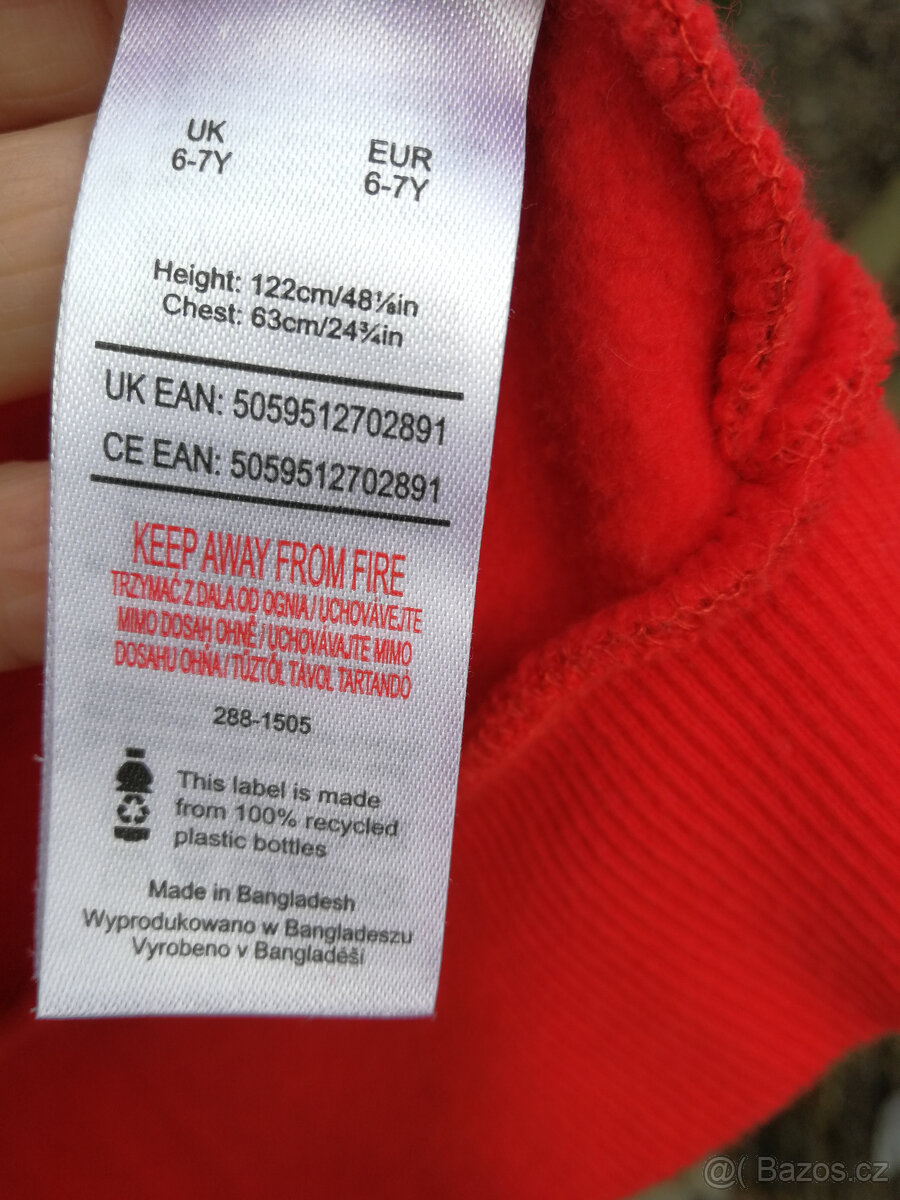 UK EUR
6-7Y 6-7Y
Height: 122cm/48⅛in
Chest: 63cm/24¾in
UK EAN: 5059512702891
CE EAN: 5059512702891
KEEP AWAY FROM FIRE
TRZYMAĆ Z DALA OD OGNIA / UCHOVÁVEJTE
MIMO DOSAH OHNĚ / UCHOVÁVAJTE MIMO
DOSAHU OHŇA / TŰZTŐL TÁVOL TARTANDÓ
288-1505
This label is made
from 100% recycled
plastic bottles
Made in Bangladesh
Wyprodukowano w Bangladeszu
Vyrobeno v Bangladéši
@( Bazos.cz